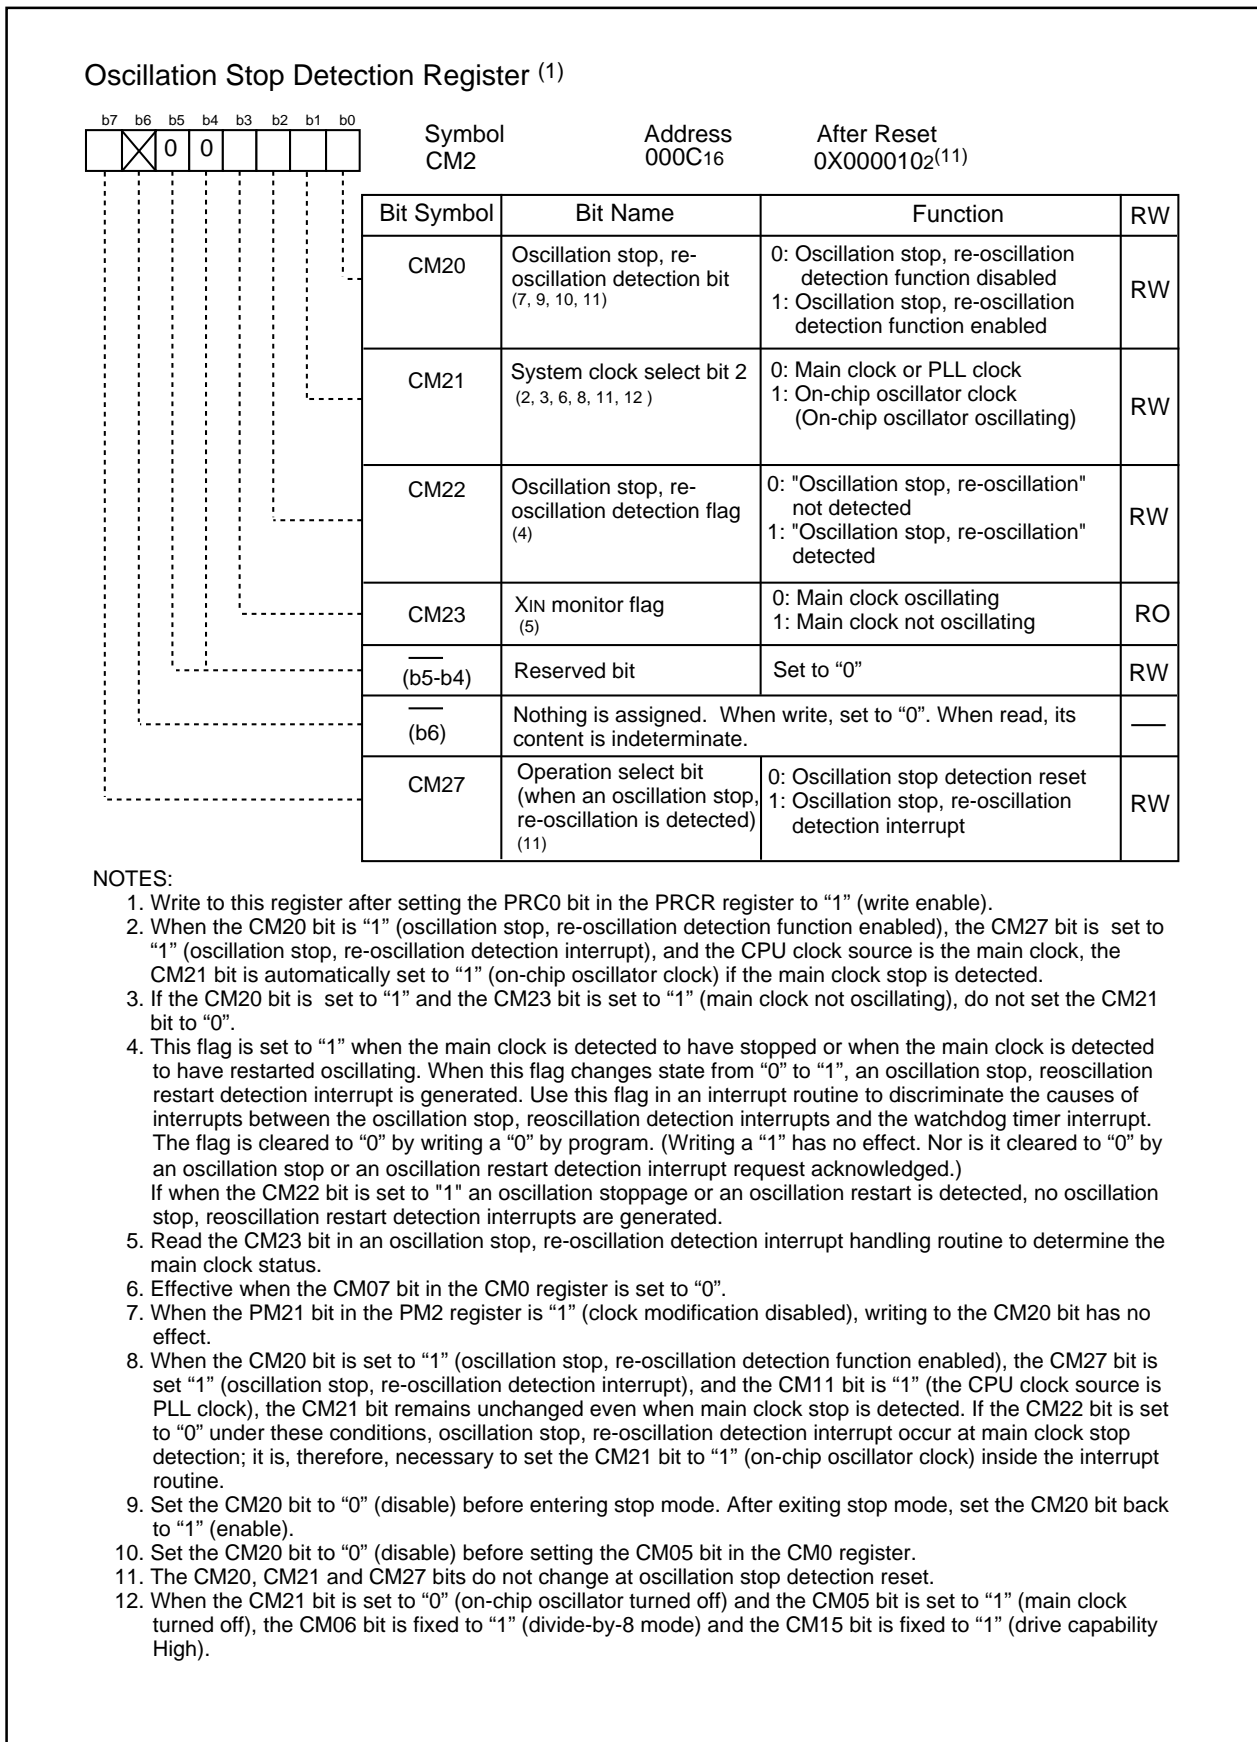 Oscillation Stop Detection Register (1)
b7 b6 b5 b4 b3 b2 b1 b0
0 0
Symbol Address After Reset
CM2 000C16 0X0000102(11)
Bit Symbol Bit Name Function RW
CM20 Oscillation stop, re-
oscillation detection bit
(7, 9, 10, 11)
0: Oscillation stop, re-oscillation
detection function disabled
1: Oscillation stop, re-oscillation
detection function enabled
RW
CM21 System clock select bit 2
(2, 3, 6, 8, 11, 12 )
0: Main clock or PLL clock
1: On-chip oscillator clock
(On-chip oscillator oscillating)
RW
CM22 Oscillation stop, re-
oscillation detection flag
(4)
0: "Oscillation stop, re-oscillation"
not detected
1: "Oscillation stop, re-oscillation"
detected
RW
CM23 XIN monitor flag
(5)
0: Main clock oscillating
1: Main clock not oscillating
RO
(b5-b4) Reserved bit Set to “0” RW
(b6) Nothing is assigned. When write, set to “0”. When read, its
content is indeterminate.
CM27 Operation select bit
(when an oscillation stop,
re-oscillation is detected)
(11)
0: Oscillation stop detection reset
1: Oscillation stop, re-oscillation
detection interrupt
RW
NOTES:
1. Write to this register after setting the PRC0 bit in the PRCR register to “1” (write enable).
2. When the CM20 bit is “1” (oscillation stop, re-oscillation detection function enabled), the CM27 bit is set to
“1” (oscillation stop, re-oscillation detection interrupt), and the CPU clock source is the main clock, the
CM21 bit is automatically set to “1” (on-chip oscillator clock) if the main clock stop is detected.
3. If the CM20 bit is set to “1” and the CM23 bit is set to “1” (main clock not oscillating), do not set the CM21
bit to “0”.
4. This flag is set to “1” when the main clock is detected to have stopped or when the main clock is detected
to have restarted oscillating. When this flag changes state from “0” to “1”, an oscillation stop, reoscillation
restart detection interrupt is generated. Use this flag in an interrupt routine to discriminate the causes of
interrupts between the oscillation stop, reoscillation detection interrupts and the watchdog timer interrupt.
The flag is cleared to “0” by writing a “0” by program. (Writing a “1” has no effect. Nor is it cleared to “0” by
an oscillation stop or an oscillation restart detection interrupt request acknowledged.)
If when the CM22 bit is set to "1" an oscillation stoppage or an oscillation restart is detected, no oscillation
stop, reoscillation restart detection interrupts are generated.
5. Read the CM23 bit in an oscillation stop, re-oscillation detection interrupt handling routine to determine the
main clock status.
6. Effective when the CM07 bit in the CM0 register is set to “0”.
7. When the PM21 bit in the PM2 register is “1” (clock modification disabled), writing to the CM20 bit has no
effect.
8. When the CM20 bit is set to “1” (oscillation stop, re-oscillation detection function enabled), the CM27 bit is
set “1” (oscillation stop, re-oscillation detection interrupt), and the CM11 bit is “1” (the CPU clock source is
PLL clock), the CM21 bit remains unchanged even when main clock stop is detected. If the CM22 bit is set
to “0” under these conditions, oscillation stop, re-oscillation detection interrupt occur at main clock stop
detection; it is, therefore, necessary to set the CM21 bit to “1” (on-chip oscillator clock) inside the interrupt
routine.
9. Set the CM20 bit to “0” (disable) before entering stop mode. After exiting stop mode, set the CM20 bit back
to “1” (enable).
10. Set the CM20 bit to “0” (disable) before setting the CM05 bit in the CM0 register.
11. The CM20, CM21 and CM27 bits do not change at oscillation stop detection reset.
12. When the CM21 bit is set to “0” (on-chip oscillator turned off) and the CM05 bit is set to “1” (main clock
turned off), the CM06 bit is fixed to “1” (divide-by-8 mode) and the CM15 bit is fixed to “1” (drive capability
High).